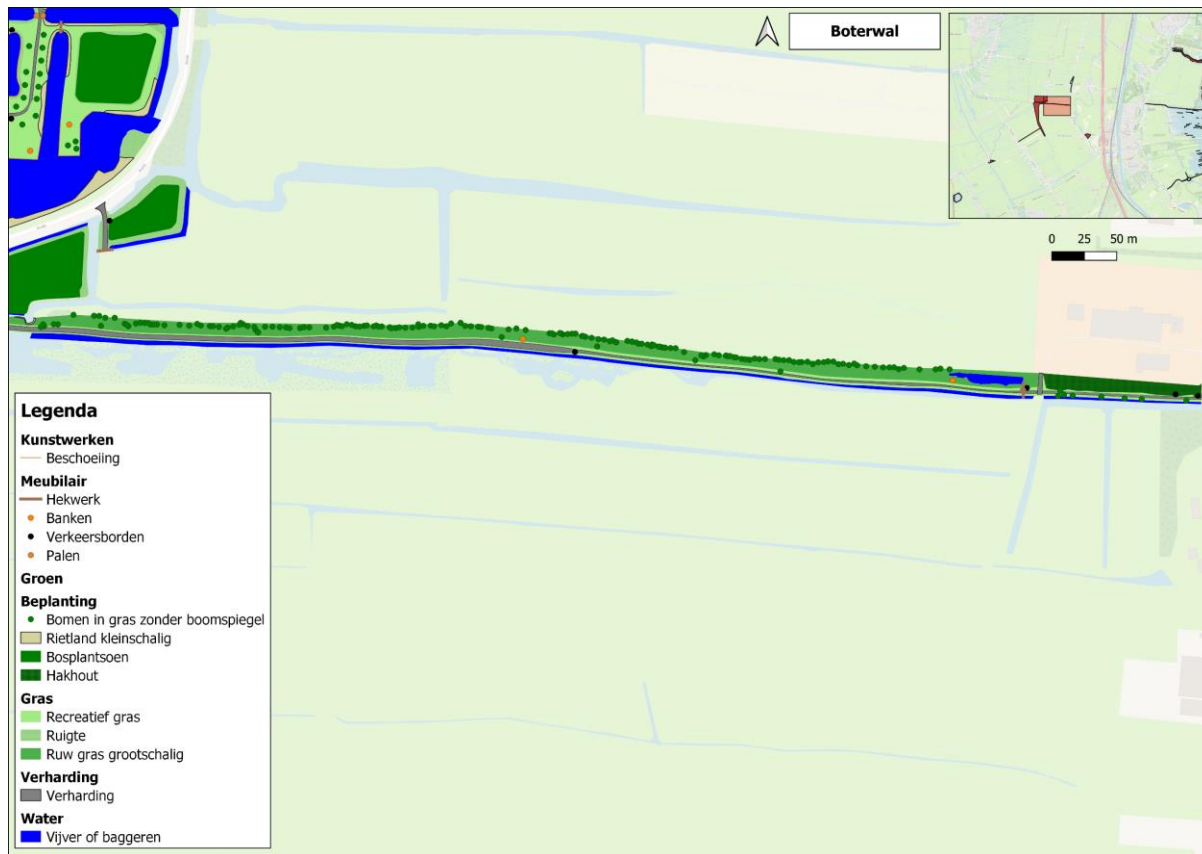 Boterwal
0 25 50 m
Legenda
Kunstwerken
Beschoeiing
Meubilair
Hekwerk
Banken
Verkeersborden
Palen
Groen
Beplanting
Bomen in gras zonder boomspiegel
Rietland kleinschalig
Bosplantsoen
Hakhout
Gras
Recreatief gras
Ruigte
Ruw gras grootschalig
Verharding
Verharding
Water
Vijver of baggeren